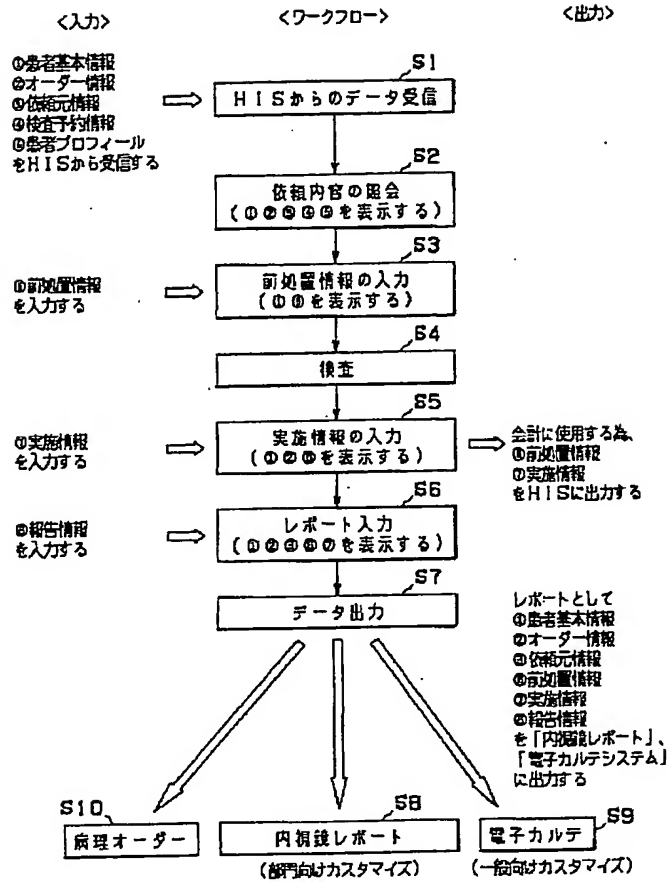 <入力>
<ワークフロー>
<出力>
①患者基本情報
②オーダー情報
③依頼元情報
④検査予約情報
⑤患者プロフィール
をHISから受信する
S1
HISからのデータ受信
S2
依頼内容の照会
(①②③④⑤を表示する)
⑥前処置情報
を入力する
S3
前処置情報の入力
を表示する)
S4
検査
⑦実施情報
を入力する
S5
実施情報の入力
を表示する)
会計に使用する為、
⑥前処置情報
⑦実施情報
をHISに出力する
⑧報告情報
を入力する
S6
レポート入力
(①②③⑥⑦を表示する)
S7
データ出力
レポートとして
①患者基本情報
②オーダー情報
③依頼元情報
⑥前処置情報
⑦実施情報
⑧報告情報
を「内視鏡レポート」、
「電子カルテシステム」
に出力する
S10
病理オーダー
S8
内視鏡レポート
(部門向けカスタマイズ)
S9
電子カルテ
(一般向けカスタマイズ)